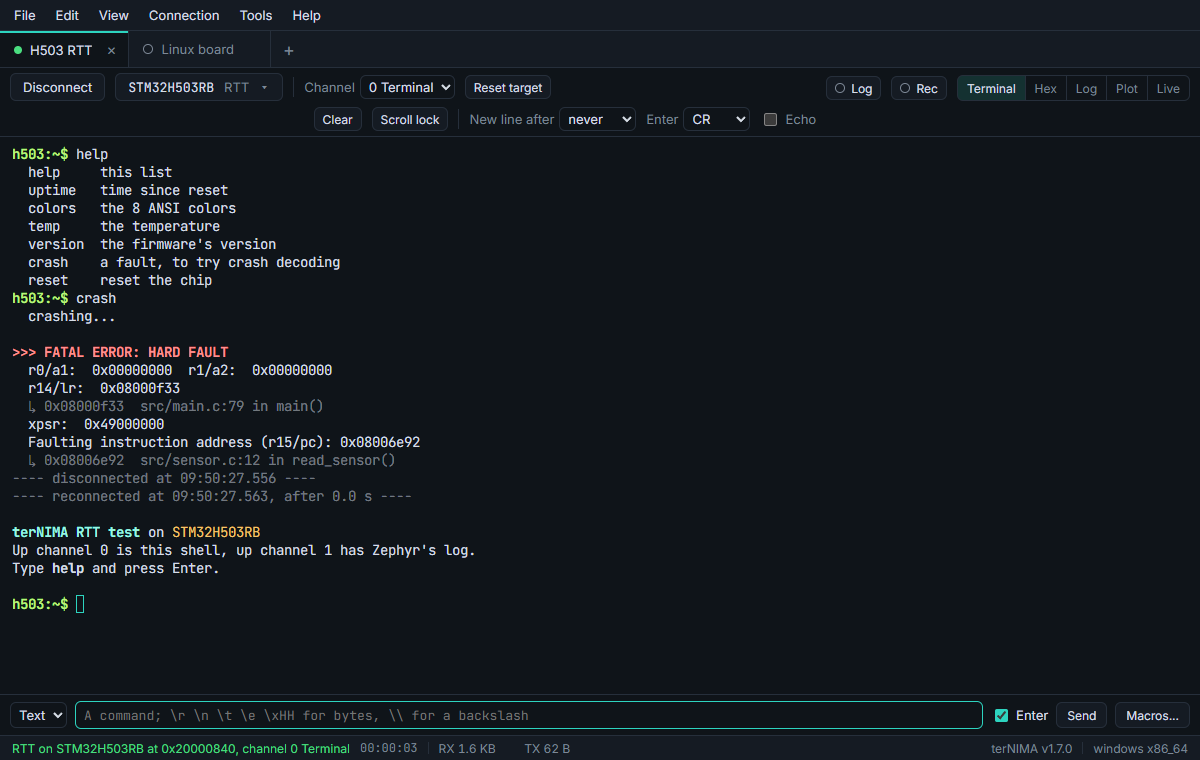 File Edit View Connection Tools Help
H503 RTT × Linux board +
Disconnect STM32H503RB RTT Channel 0 Terminal Reset target Log Rec Terminal Hex Log Plot Live
Clear Scroll lock New line after never Enter CR Echo
h503:~$ help
  help     this list
  uptime   time since reset
  colors   the 8 ANSI colors
  temp     the temperature
  version  the firmware's version
  crash    a fault, to try crash decoding
  reset    reset the chip
h503:~$ crash
  crashing...
>>> FATAL ERROR: HARD FAULT
  r0/a1:  0x00000000  r1/a2:  0x00000000
  r14/lr:  0x08000f33
  ↳ 0x08000f33  src/main.c:79 in main()
  xpsr:  0x49000000
  Faulting instruction address (r15/pc): 0x08006e92
  ↳ 0x08006e92  src/sensor.c:12 in read_sensor()
---- disconnected at 09:50:27.556 ----
---- reconnected at 09:50:27.563, after 0.0 s ----
terNIMA RTT test on STM32H503RB
Up channel 0 is this shell, up channel 1 has Zephyr's log.
Type help and press Enter.
h503:~$
Text A command; \r \n \t \e \xHH for bytes, \\ for a backslash Enter Send Macros...
RTT on STM32H503RB at 0x20000840, channel 0 Terminal 00:00:03 RX 1.6 KB TX 62 B terNIMA v1.7.0 windows x86_64